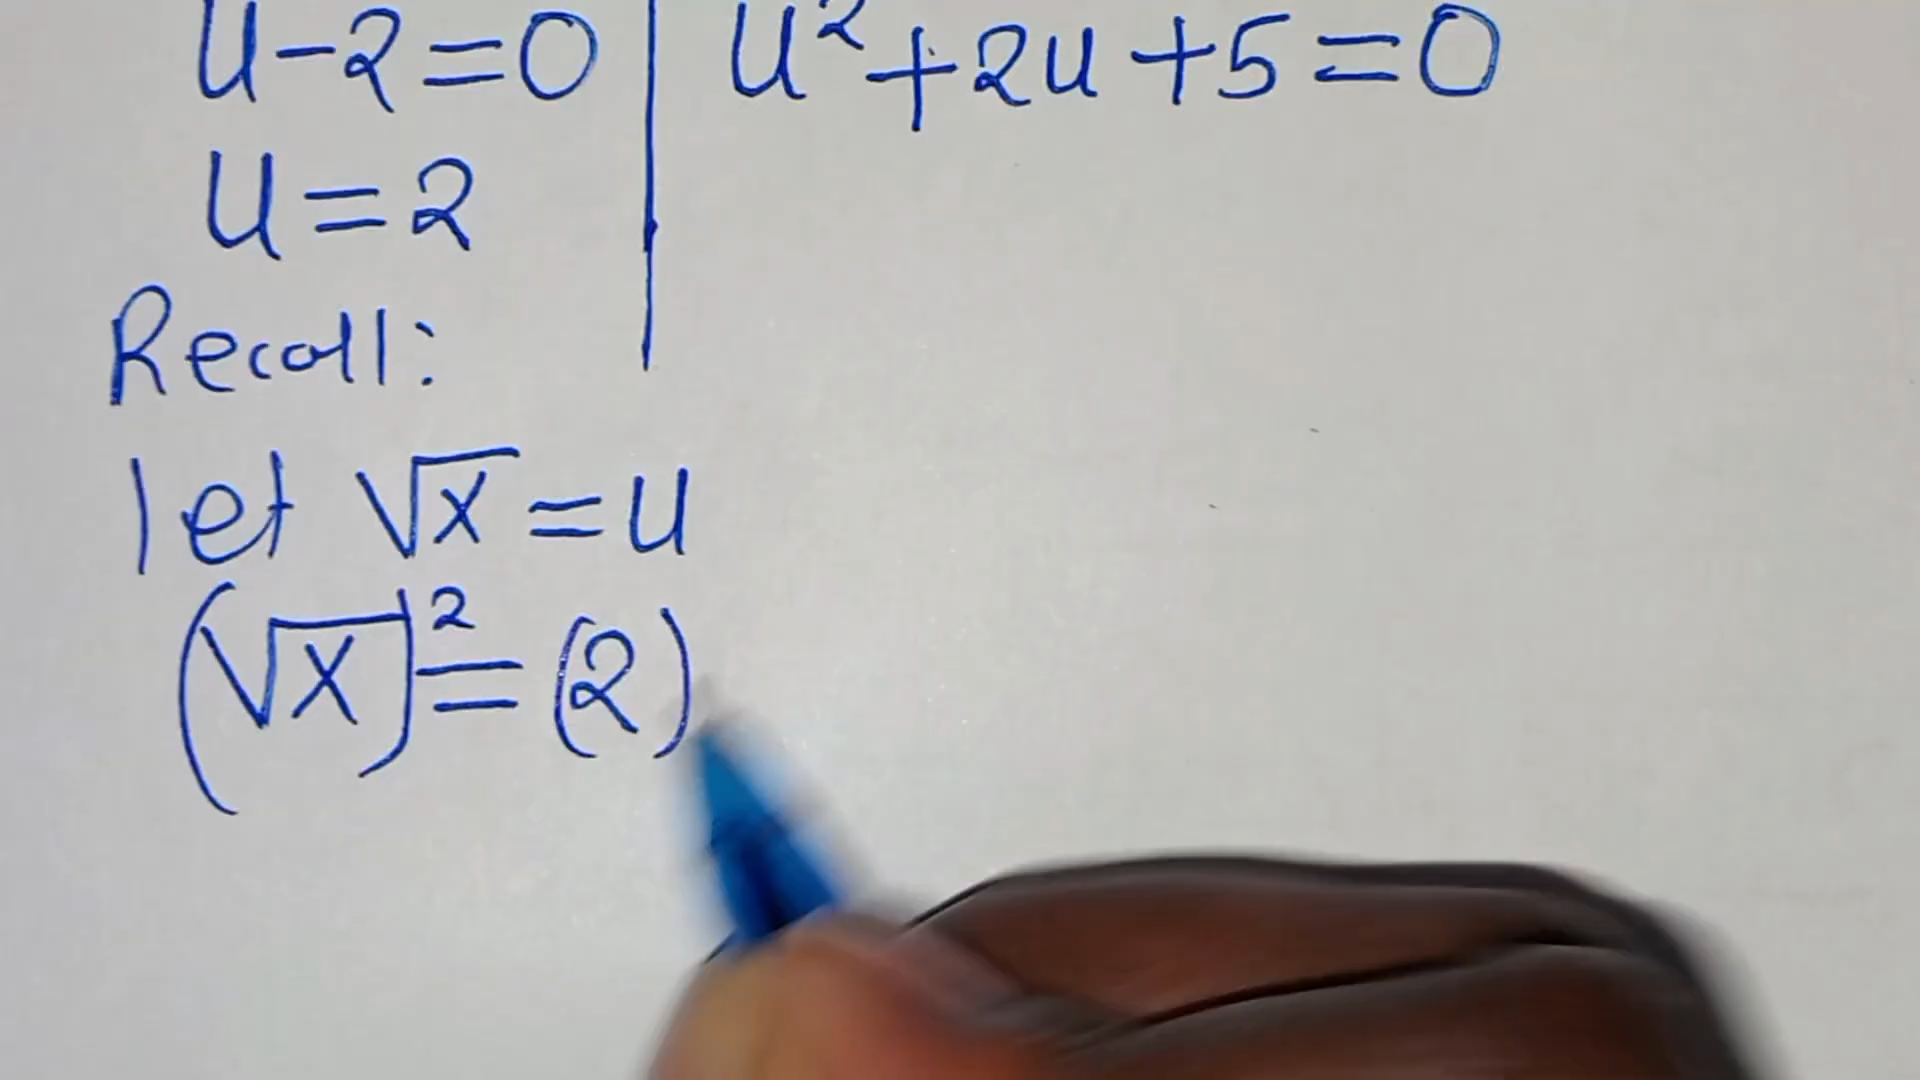 U-2=0 | U²+2U+5=0
U=2
Recall:
let √x=U
(√x)²=(2)